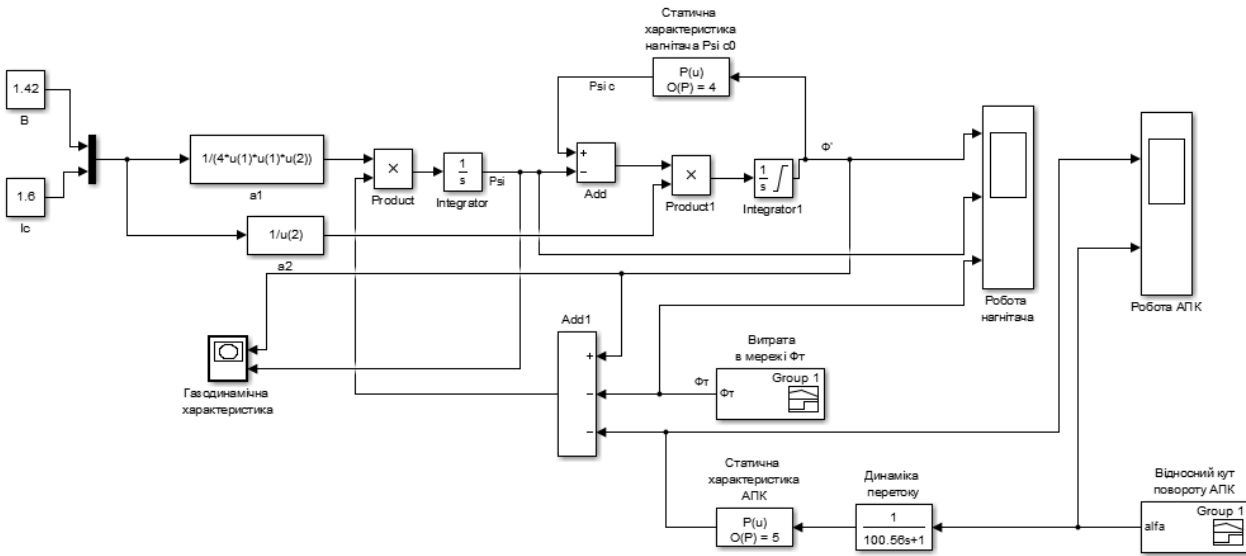 Статична
характеристика
нагнітача Psi c0
P(u)
O(P) = 4
Psi c
1.42
B
1.6
Ic
1/(4*u(1)*u(1)*u(2))
a1
1/u(2)
a2
×
Product
1
s
Integrator
Psi
+
−
Add
×
Product1
1
s
Integrator1
Ф'
Робота
нагнітача
Робота АПК
Газодинамічна
характеристика
Add1
+
−
−
Витрата
в мережі Фт
Group 1
Фт
Фт
Статична
характеристика
АПК
P(u)
O(P) = 5
Динаміка
перетоку
1
100.56s+1
Відносний кут
повороту АПК
Group 1
alfa